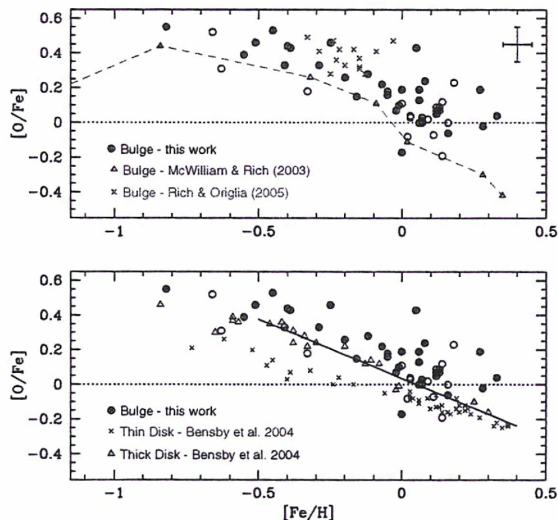 [O/Fe]
0.6
0.4
0.2
0
-0.2
-0.4
Bulge - this work
Bulge - McWilliam & Rich (2003)
Bulge - Rich & Origlia (2005)
-1
-0.5
0
0.5
[O/Fe]
0.6
0.4
0.2
0
-0.2
-0.4
Bulge - this work
Thin Disk - Bensby et al. 2004
Thick Disk - Bensby et al. 2004
-1
-0.5
0
0.5
[Fe/H]